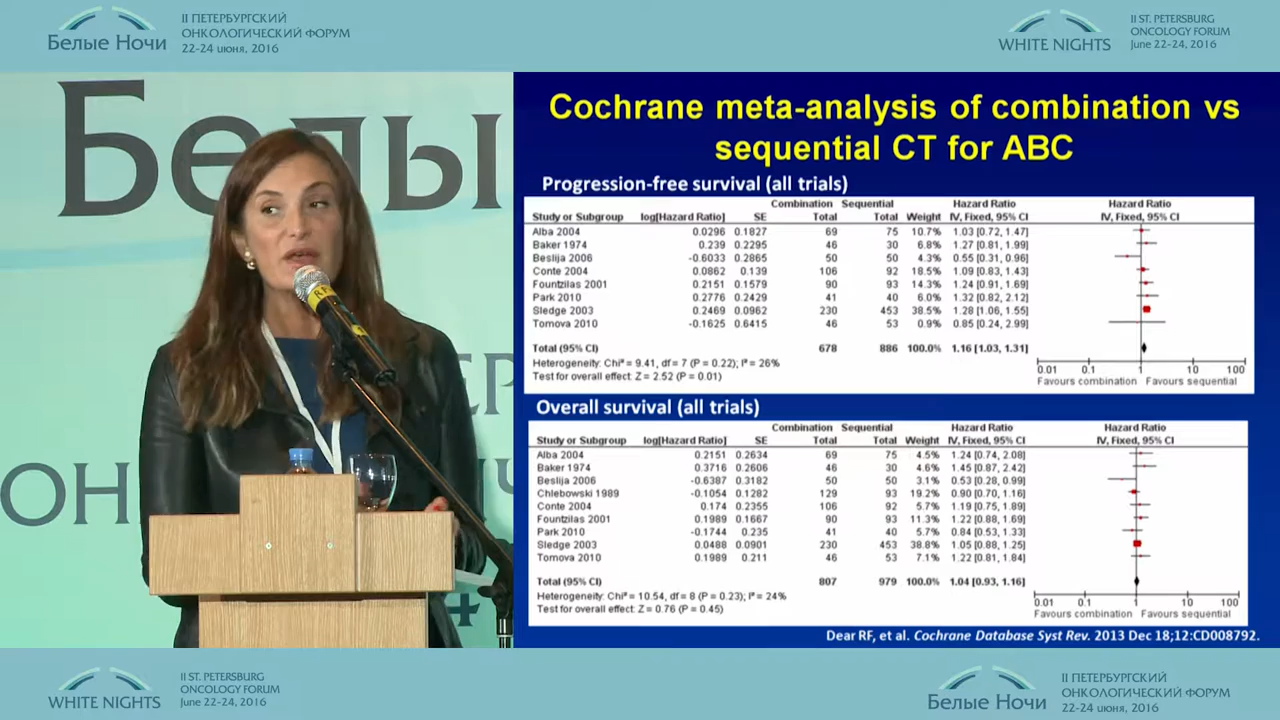 Белые Ночи
II ПЕТЕРБУРГСКИЙ
ОНКОЛОГИЧЕСКИЙ ФОРУМ
22-24 июня, 2016
WHITE NIGHTS
II ST. PETERSBURG
ONCOLOGY FORUM
June 22-24, 2016
Cochrane meta-analysis of combination vs
sequential CT for ABC
Progression-free survival (all trials)
Combination Sequential Hazard Ratio Hazard Ratio
Study or Subgroup log[Hazard Ratio] SE Total Total Weight IV, Fixed, 95% CI IV, Fixed, 95% CI
Alba 2004 0.0296 0.1827 69 75 10.7% 1.03 [0.72, 1.47]
Baker 1974 0.239 0.2295 46 30 6.8% 1.27 [0.81, 1.99]
Beslija 2006 -0.6033 0.2865 50 50 4.4% 0.55 [0.31, 0.96]
Conte 2004 0.0862 0.139 106 92 18.5% 1.09 [0.83, 1.43]
Fountzilas 2001 0.2151 0.1579 90 93 14.3% 1.24 [0.91, 1.69]
Park 2010 0.2776 0.2429 41 40 6.0% 1.32 [0.82, 2.12]
Sledge 2003 0.2469 0.0962 230 453 38.5% 1.28 [1.06, 1.55]
Tomova 2010 -0.1625 0.6415 46 53 0.9% 0.85 [0.24, 2.99]
Total (95% CI) 678 886 100.0% 1.16 [1.03, 1.31]
Heterogeneity: Chi² = 9.41, df = 7 (P = 0.22); I² = 26%
Test for overall effect: Z = 2.52 (P = 0.01)
0.01 0.1 1 10 100
Favours combination Favours sequential
Overall survival (all trials)
Combination Sequential Hazard Ratio Hazard Ratio
Study or Subgroup log[Hazard Ratio] SE Total Total Weight IV, Fixed, 95% CI IV, Fixed, 95% CI
Alba 2004 0.2151 0.2634 69 75 4.5% 1.24 [0.74, 2.08]
Baker 1974 0.3716 0.2606 46 30 4.6% 1.45 [0.87, 2.42]
Beslija 2006 -0.6387 0.3182 50 50 3.1% 0.53 [0.28, 0.99]
Chlebowski 1989 -0.1054 0.1282 129 93 19.2% 0.90 [0.70, 1.16]
Conte 2004 0.174 0.2355 106 92 5.7% 1.19 [0.75, 1.89]
Fountzilas 2001 0.1989 0.1667 90 93 11.3% 1.22 [0.88, 1.69]
Park 2010 -0.1744 0.235 41 40 5.7% 0.84 [0.53, 1.33]
Sledge 2003 0.0488 0.0901 230 453 38.8% 1.05 [0.88, 1.25]
Tomova 2010 0.1989 0.211 46 53 7.1% 1.22 [0.81, 1.84]
Total (95% CI) 807 979 100.0% 1.04 [0.93, 1.16]
Heterogeneity: Chi² = 10.54, df = 8 (P = 0.23); I² = 24%
Test for overall effect: Z = 0.76 (P = 0.45)
0.01 0.1 1 10 100
Favours combination Favours sequential
Dear RF, et al. Cochrane Database Syst Rev. 2013 Dec 18;12:CD008792.
WHITE NIGHTS
II ST. PETERSBURG
ONCOLOGY FORUM
June 22-24, 2016
Белые Ночи
II ПЕТЕРБУРГСКИЙ
ОНКОЛОГИЧЕСКИЙ ФОРУМ
22-24 июня, 2016